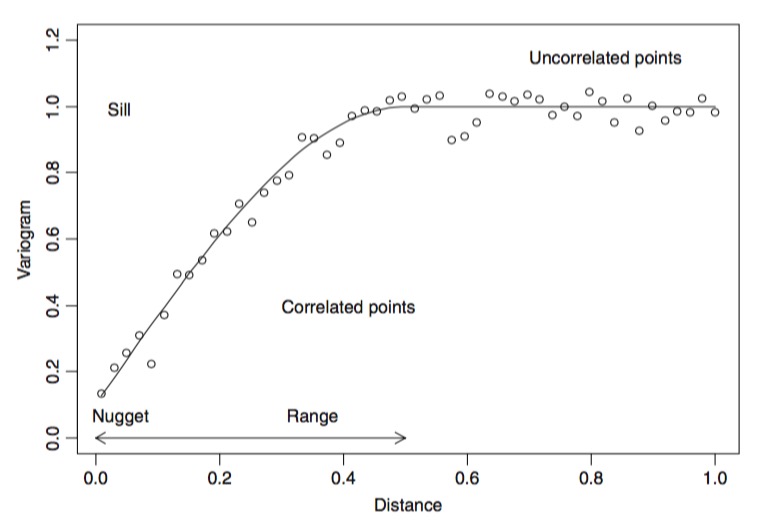 Uncorrelated points
Sill
Correlated points
Nugget
Range
Variogram
0.0
0.2
0.4
0.6
0.8
1.0
1.2
0.0
0.2
0.4
0.6
0.8
1.0
Distance